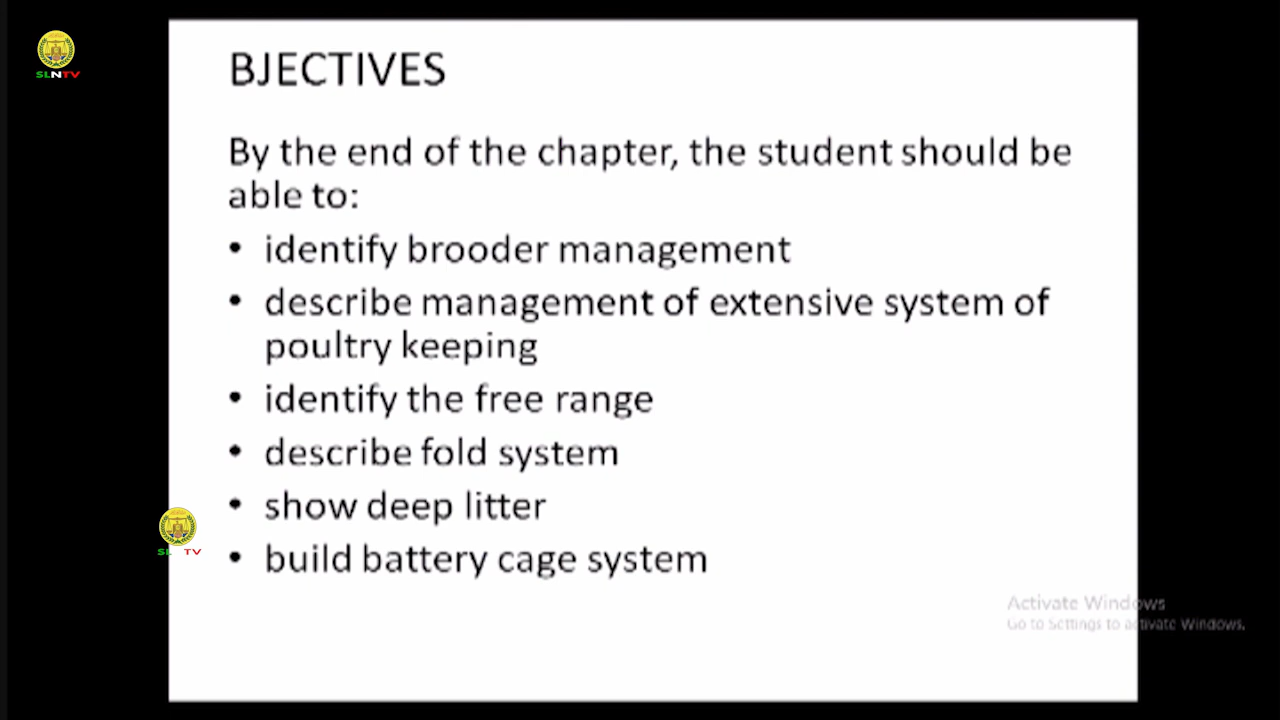 SLNTV
BJECTIVES
By the end of the chapter, the student should be
able to:
• identify brooder management
• describe management of extensive system of
poultry keeping
• identify the free range
• describe fold system
• show deep litter
• build battery cage system
SL TV
Activate Windows
Go to Settings to activate Windows.